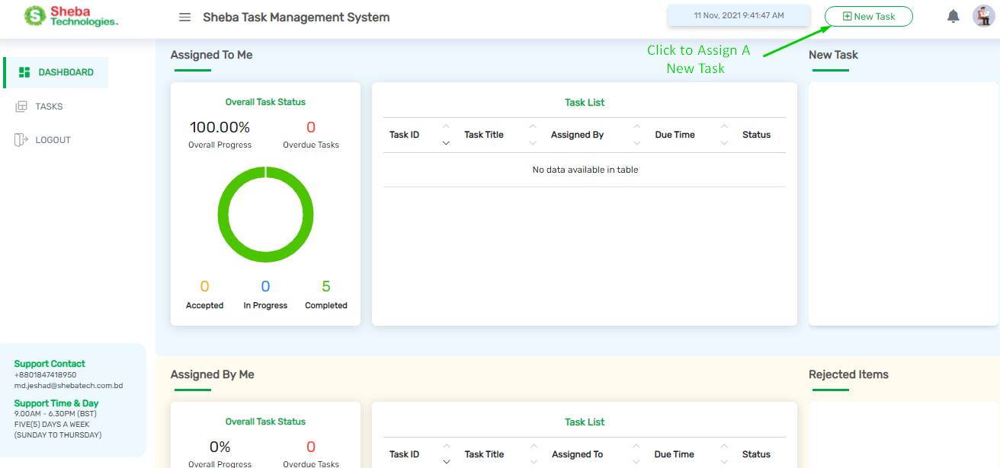 Sheba
Technologies.
Sheba Task Management System
11 Nov, 2021 9:41:47 AM
New Task
Click to Assign A
New Task
DASHBOARD
TASKS
LOGOUT
Assigned To Me
New Task
Overall Task Status
100.00%
0
Overall Progress
Overdue Tasks
0
0
5
Accepted
In Progress
Completed
Task List
Task ID
Task Title
Assigned By
Due Time
Status
No data available in table
Support Contact
+8801847418950
md.jeshad@shebatech.com.bd
Support Time & Day
9.00AM - 6.30PM (BST)
FIVE(5) DAYS A WEEK
(SUNDAY TO THURSDAY)
Assigned By Me
Rejected Items
Overall Task Status
0%
0
Overall Progress
Overdue Tasks
Task List
Task ID
Task Title
Assigned To
Due Time
Status